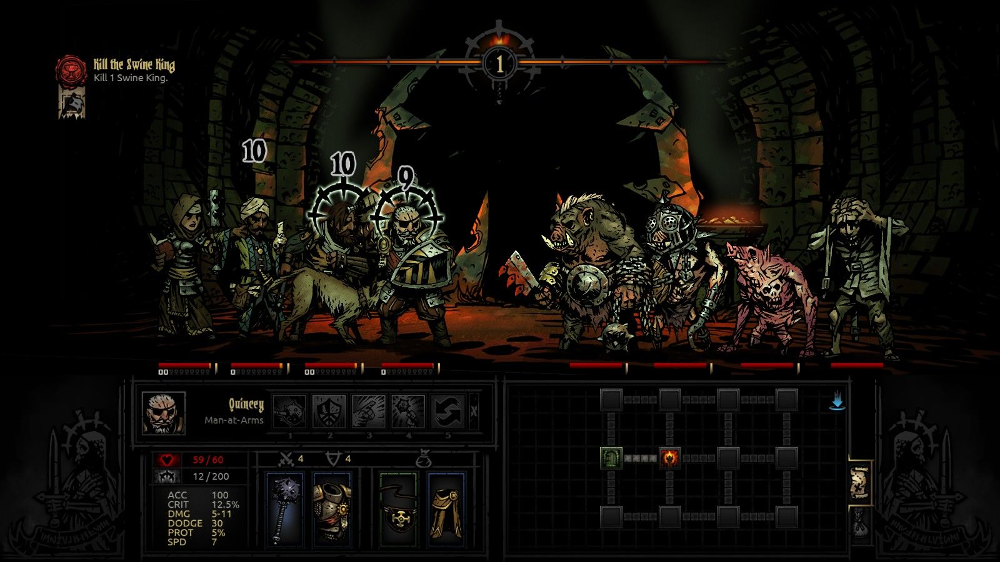 1
Kill the Swine King
Kill 1 Swine King.
10
10
9
Quincey
Man-at-Arms
1
2
3
4
5
59 / 60
12 / 200
4
4
ACC 100
CRIT 12.5%
DMG 5-11
DODGE 30
PROT 5%
SPD 7